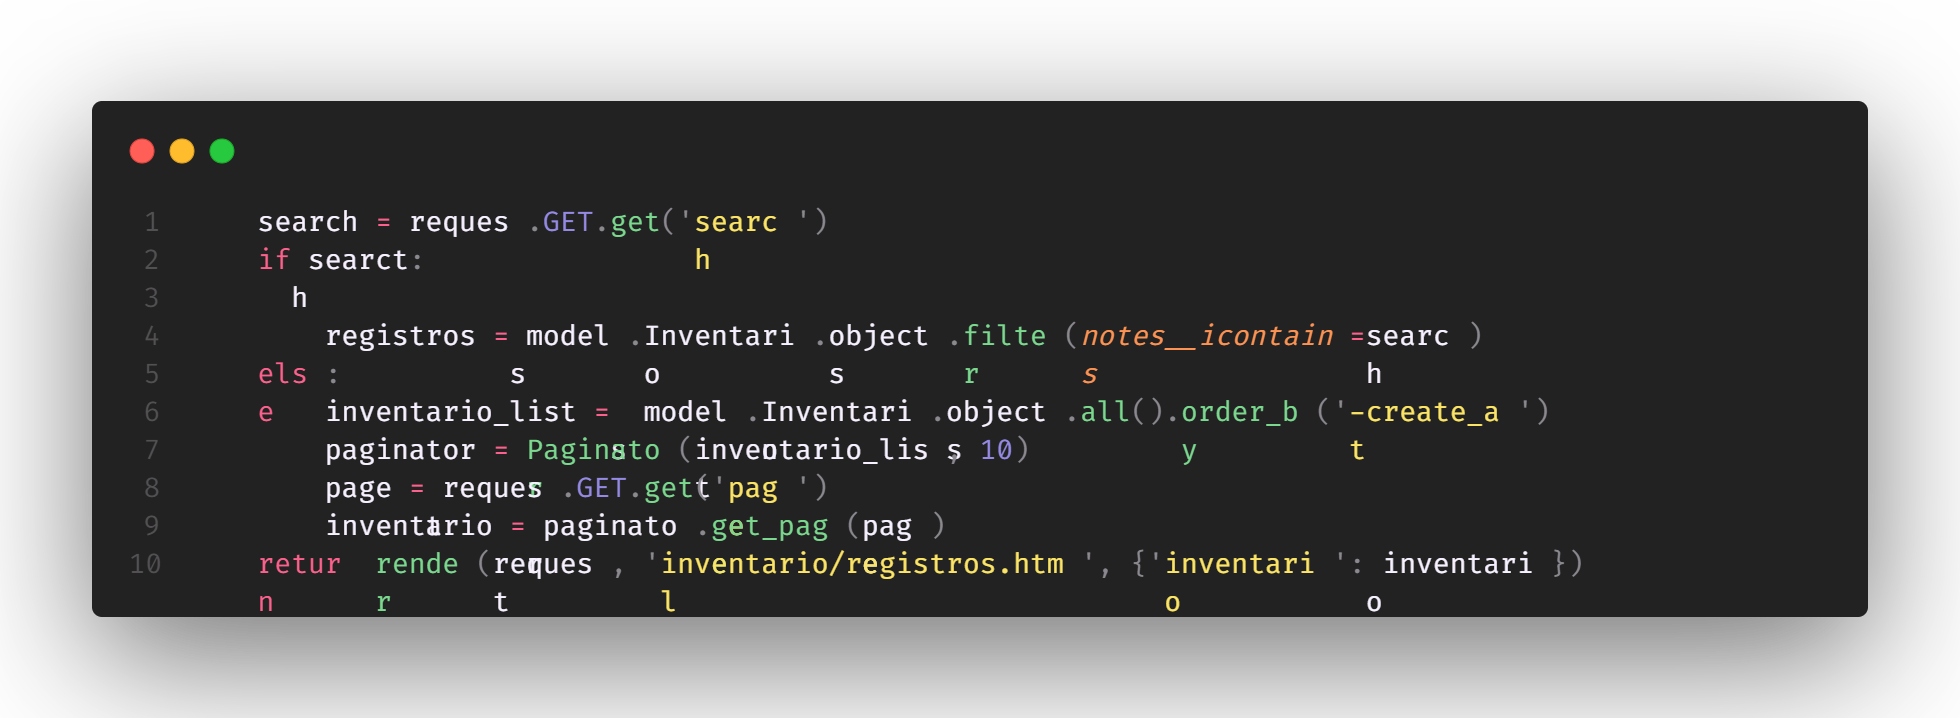 1 search = reques .GET.get('searc ')
2 if searct: h
3 h
4 registros = model .Inventari .object .filte (notes__icontain =searc )
5 els : s o s r s h
6 e inventario_list = model .Inventari .object .all().order_b ('-create_a ')
7 paginator = Paginato (inventario_lis , 10) s y t
8 page = reques .GET.get('pag ') r t
9 inventario = paginato .get_pag (pag )
10 retur rende (reques , 'inventario/registros.htm ', {'inventari ': inventari })
n r t l o o